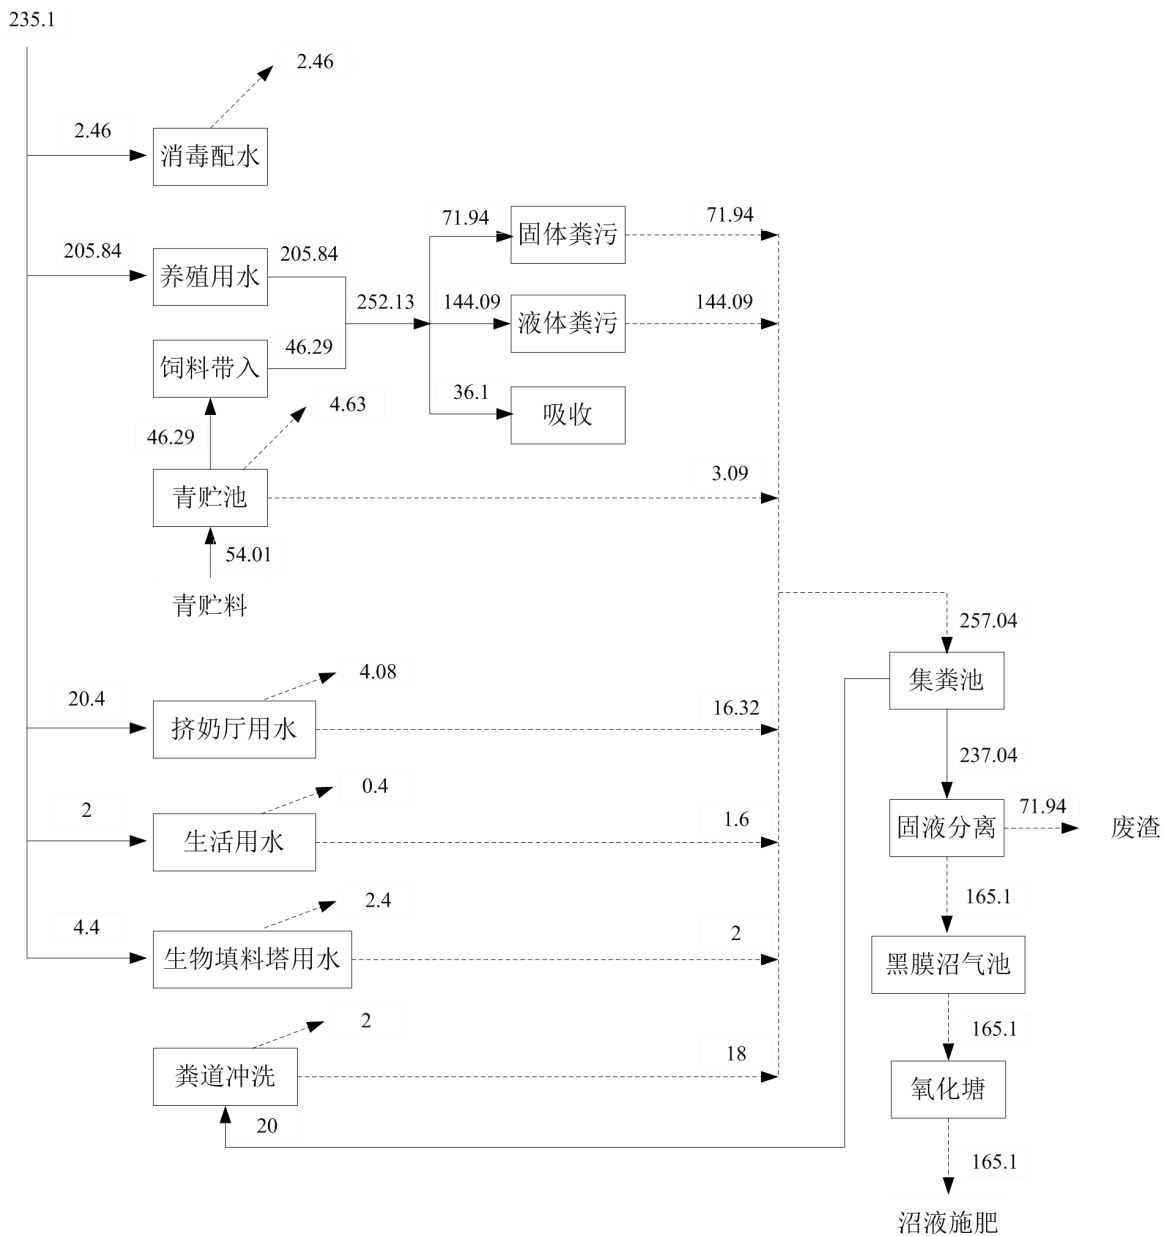 235.1
2.46
2.46
消毒配水
71.94
71.94
固体粪污
205.84
205.84
养殖用水
252.13
144.09
144.09
液体粪污
46.29
饲料带入
36.1
吸收
4.63
46.29
3.09
青贮池
54.01
青贮料
257.04
集粪池
4.08
20.4
16.32
挤奶厅用水
237.04
0.4
2
1.6
生活用水
71.94
固液分离
废渣
165.1
2.4
4.4
2
生物填料塔用水
黑膜沼气池
2
165.1
18
粪道冲洗
氧化塘
20
165.1
沼液施肥